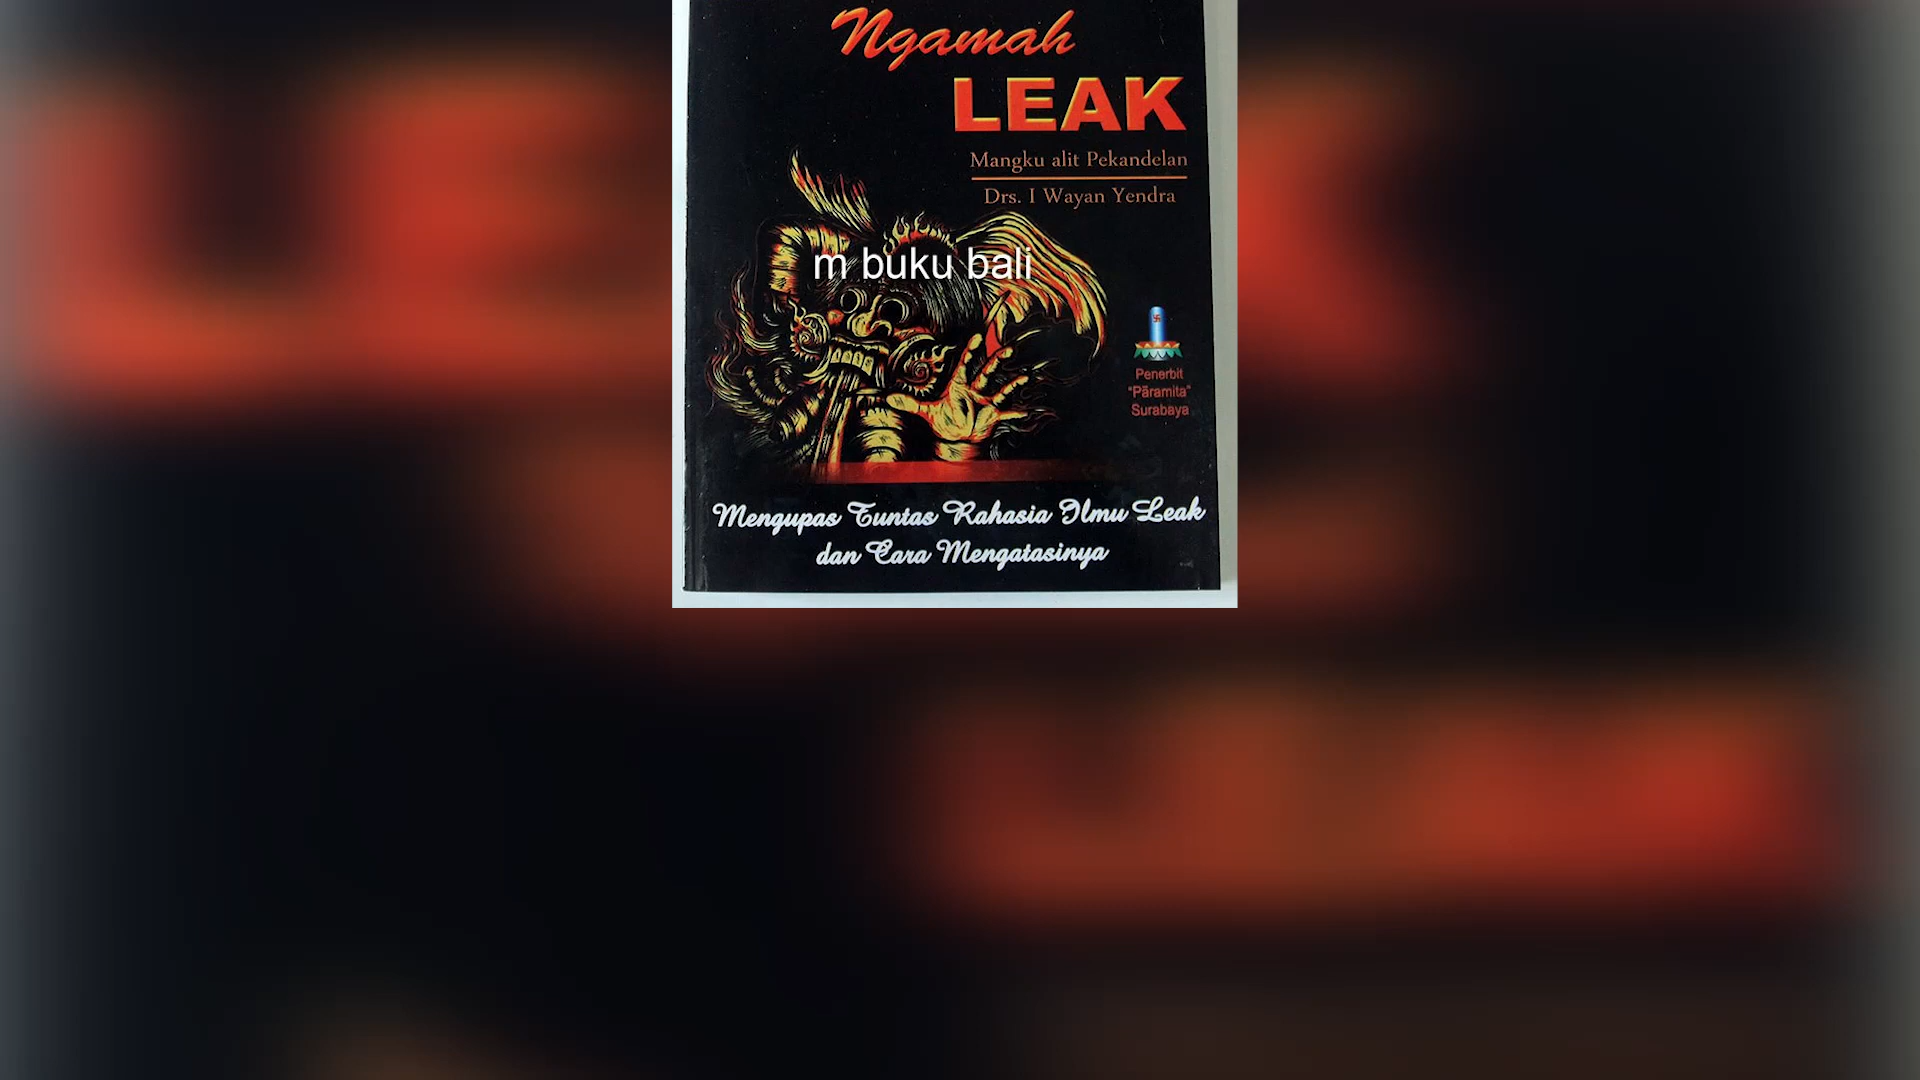 Ngamah
LEAK
Mangku alit Pekandelan
Drs. I Wayan Yendra
m buku bali
Penerbit
"Pāramita"
Surabaya
Mengupas Tuntas Rahasia Ilmu Leak
dan Cara Mengatasinya